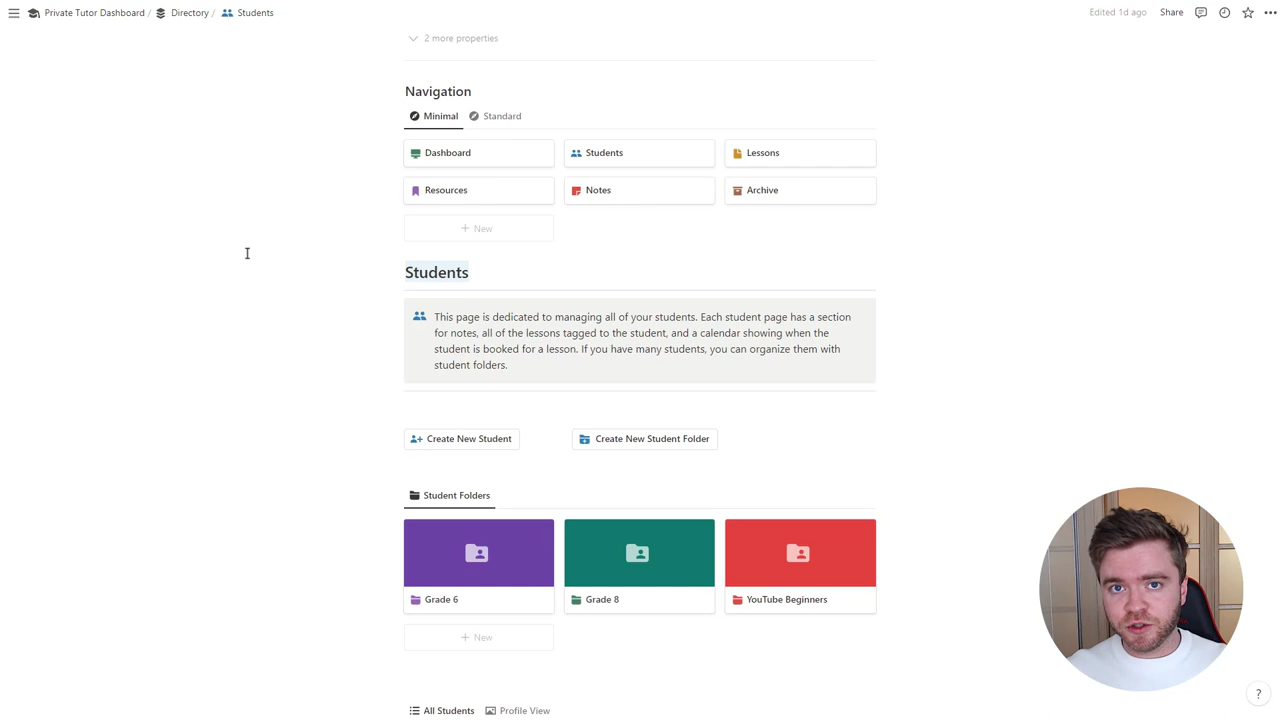 Private Tutor Dashboard / Directory / Students
Edited 1d ago Share
2 more properties
Navigation
Minimal Standard
Dashboard Students Lessons
Resources Notes Archive
+ New
Students
This page is dedicated to managing all of your students. Each student page has a section
for notes, all of the lessons tagged to the student, and a calendar showing when the
student is booked for a lesson. If you have many students, you can organize them with
student folders.
Create New Student Create New Student Folder
Student Folders
Grade 6 Grade 8 YouTube Beginners
+ New
All Students Profile View
?